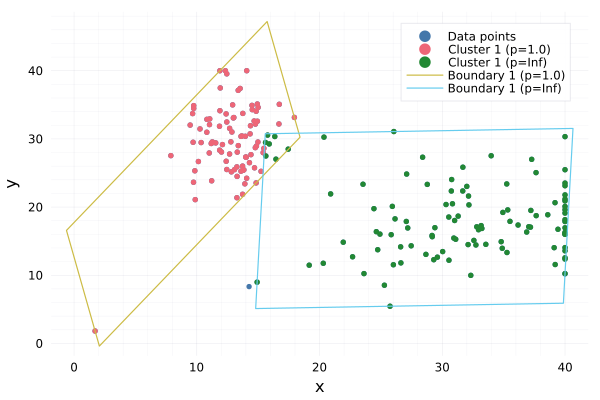 Data points
Cluster 1 (p=1.0)
Cluster 1 (p=Inf)
Boundary 1 (p=1.0)
Boundary 1 (p=Inf)
40
30
20
10
0
y
0 10 20 30 40
x